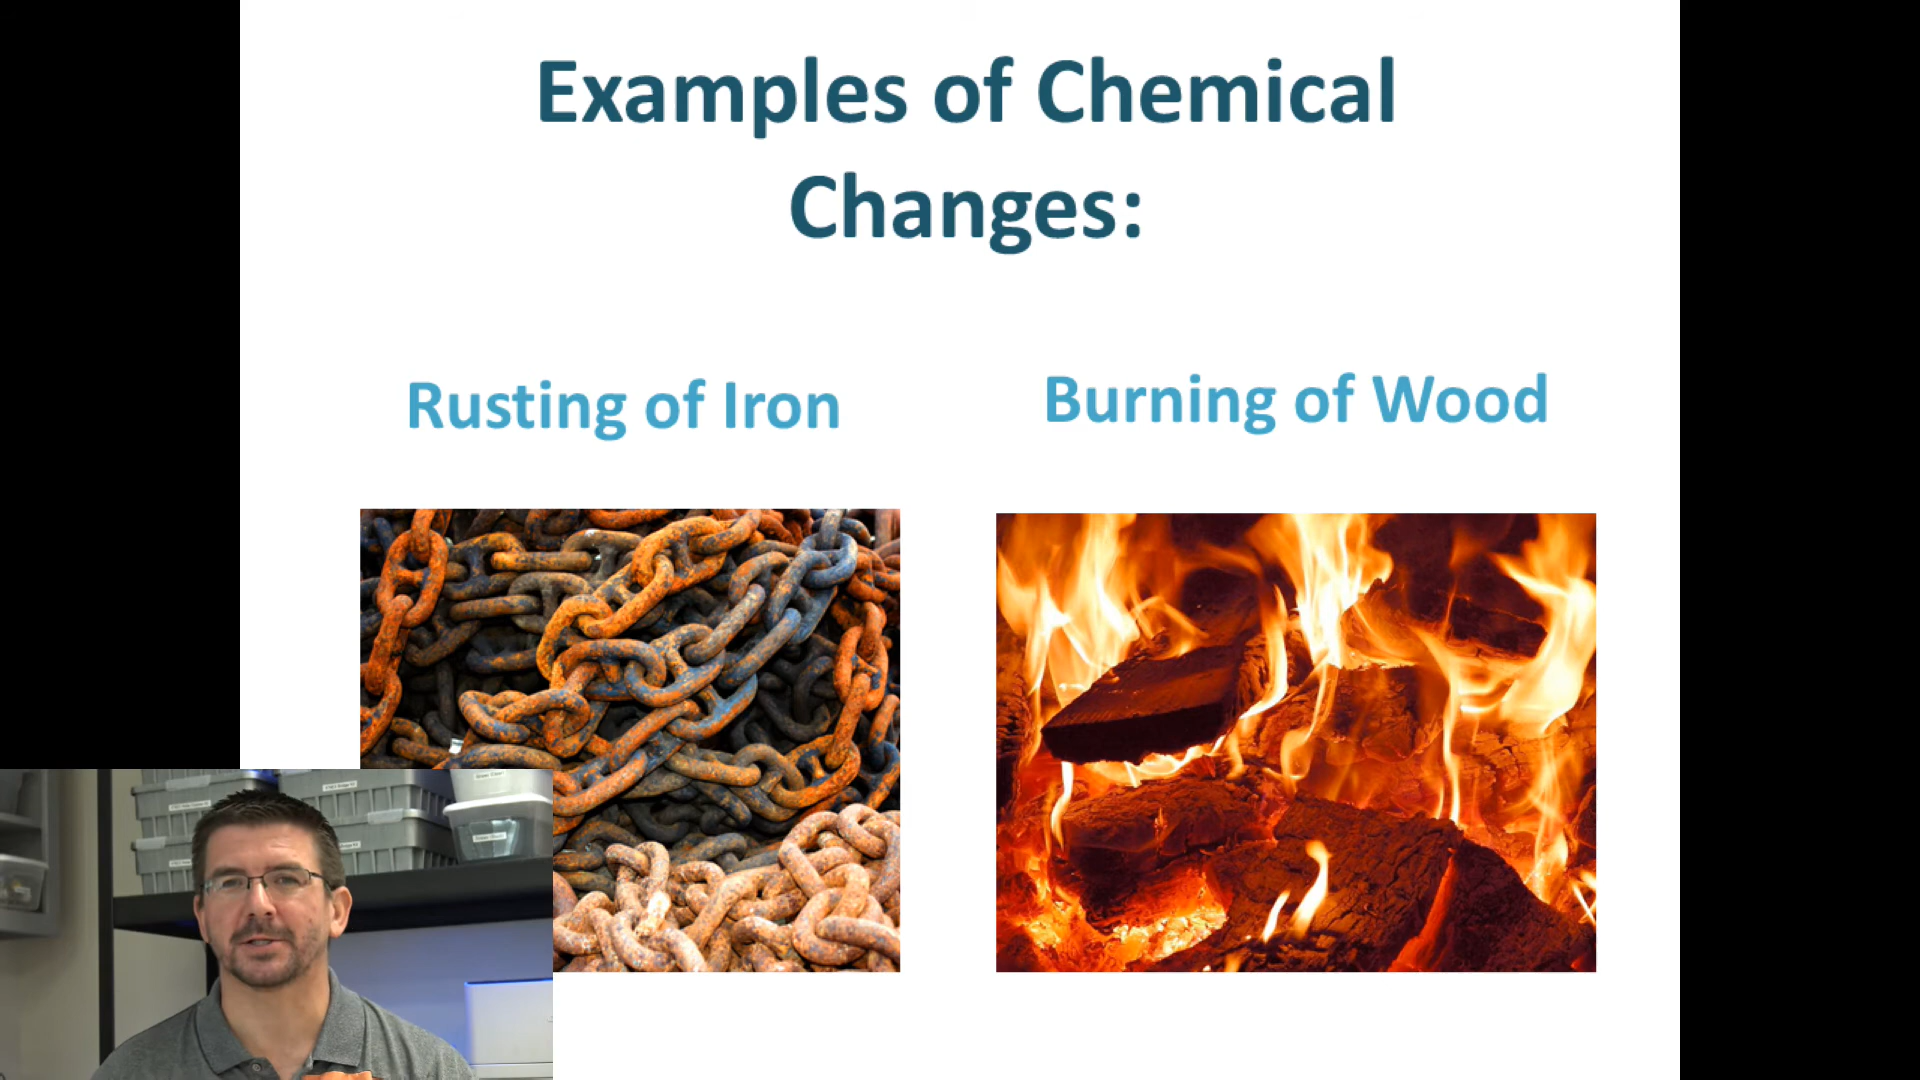 Examples of Chemical
Changes:
Rusting of Iron
Burning of Wood